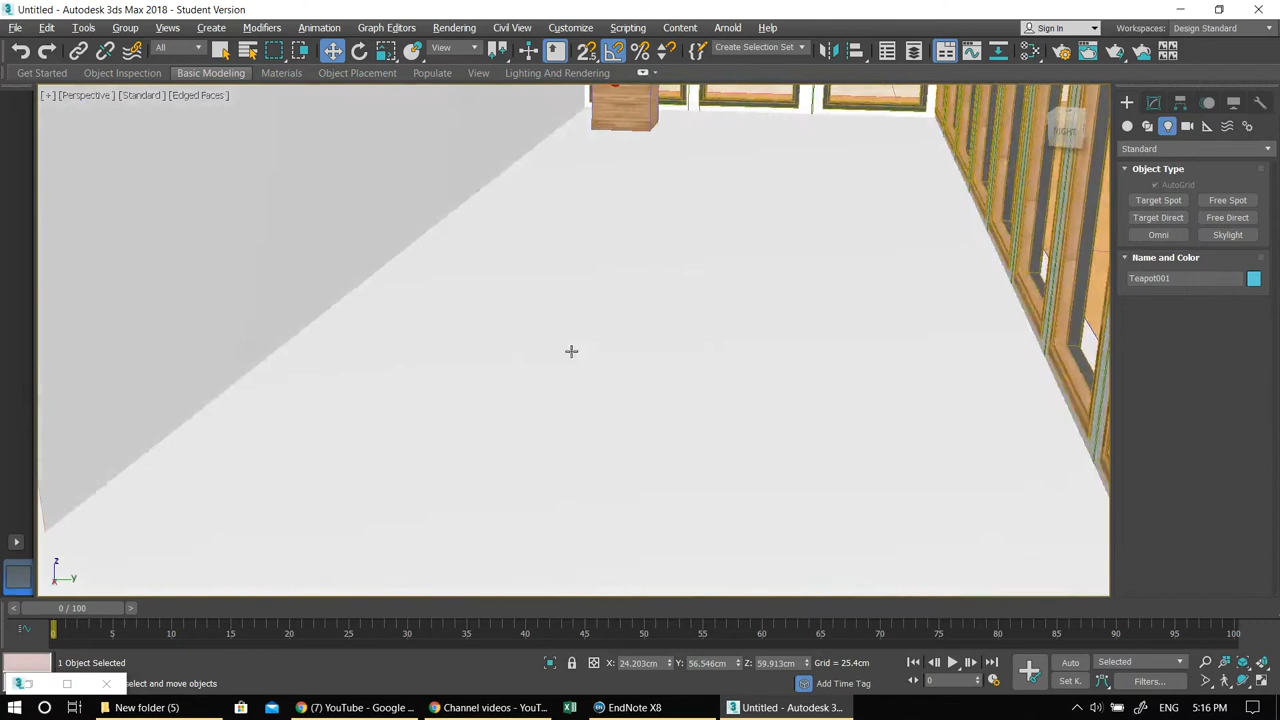 Untitled - Autodesk 3ds Max 2018 - Student Version
File Edit Tools Group Views Create Modifiers Animation Graph Editors Rendering Civil View Customize Scripting Content Arnold Help Sign In Workspaces: Design Standard
All View Create Selection Set
Get Started Object Inspection Basic Modeling Materials Object Placement Populate View Lighting And Rendering
[+] [Perspective] [Standard] [Edged Faces]
RIGHT
Standard
Object Type
AutoGrid
Target Spot Free Spot
Target Direct Free Direct
Omni Skylight
Name and Color
Teapot001
z
y
x
< 0 / 100 >
0 5 10 15 20 25 30 35 40 45 50 55 60 65 70 75 80 85 90 95 100
1 Object Selected X: 24.203cm Y: 56.546cm Z: 59.913cm Grid = 25.4cm Auto Selected
select and move objects Add Time Tag 0 Set K. Filters...
New folder (5) (7) YouTube - Google ... Channel videos - YouT... EndNote X8 Untitled - Autodesk 3... ENG 5:16 PM